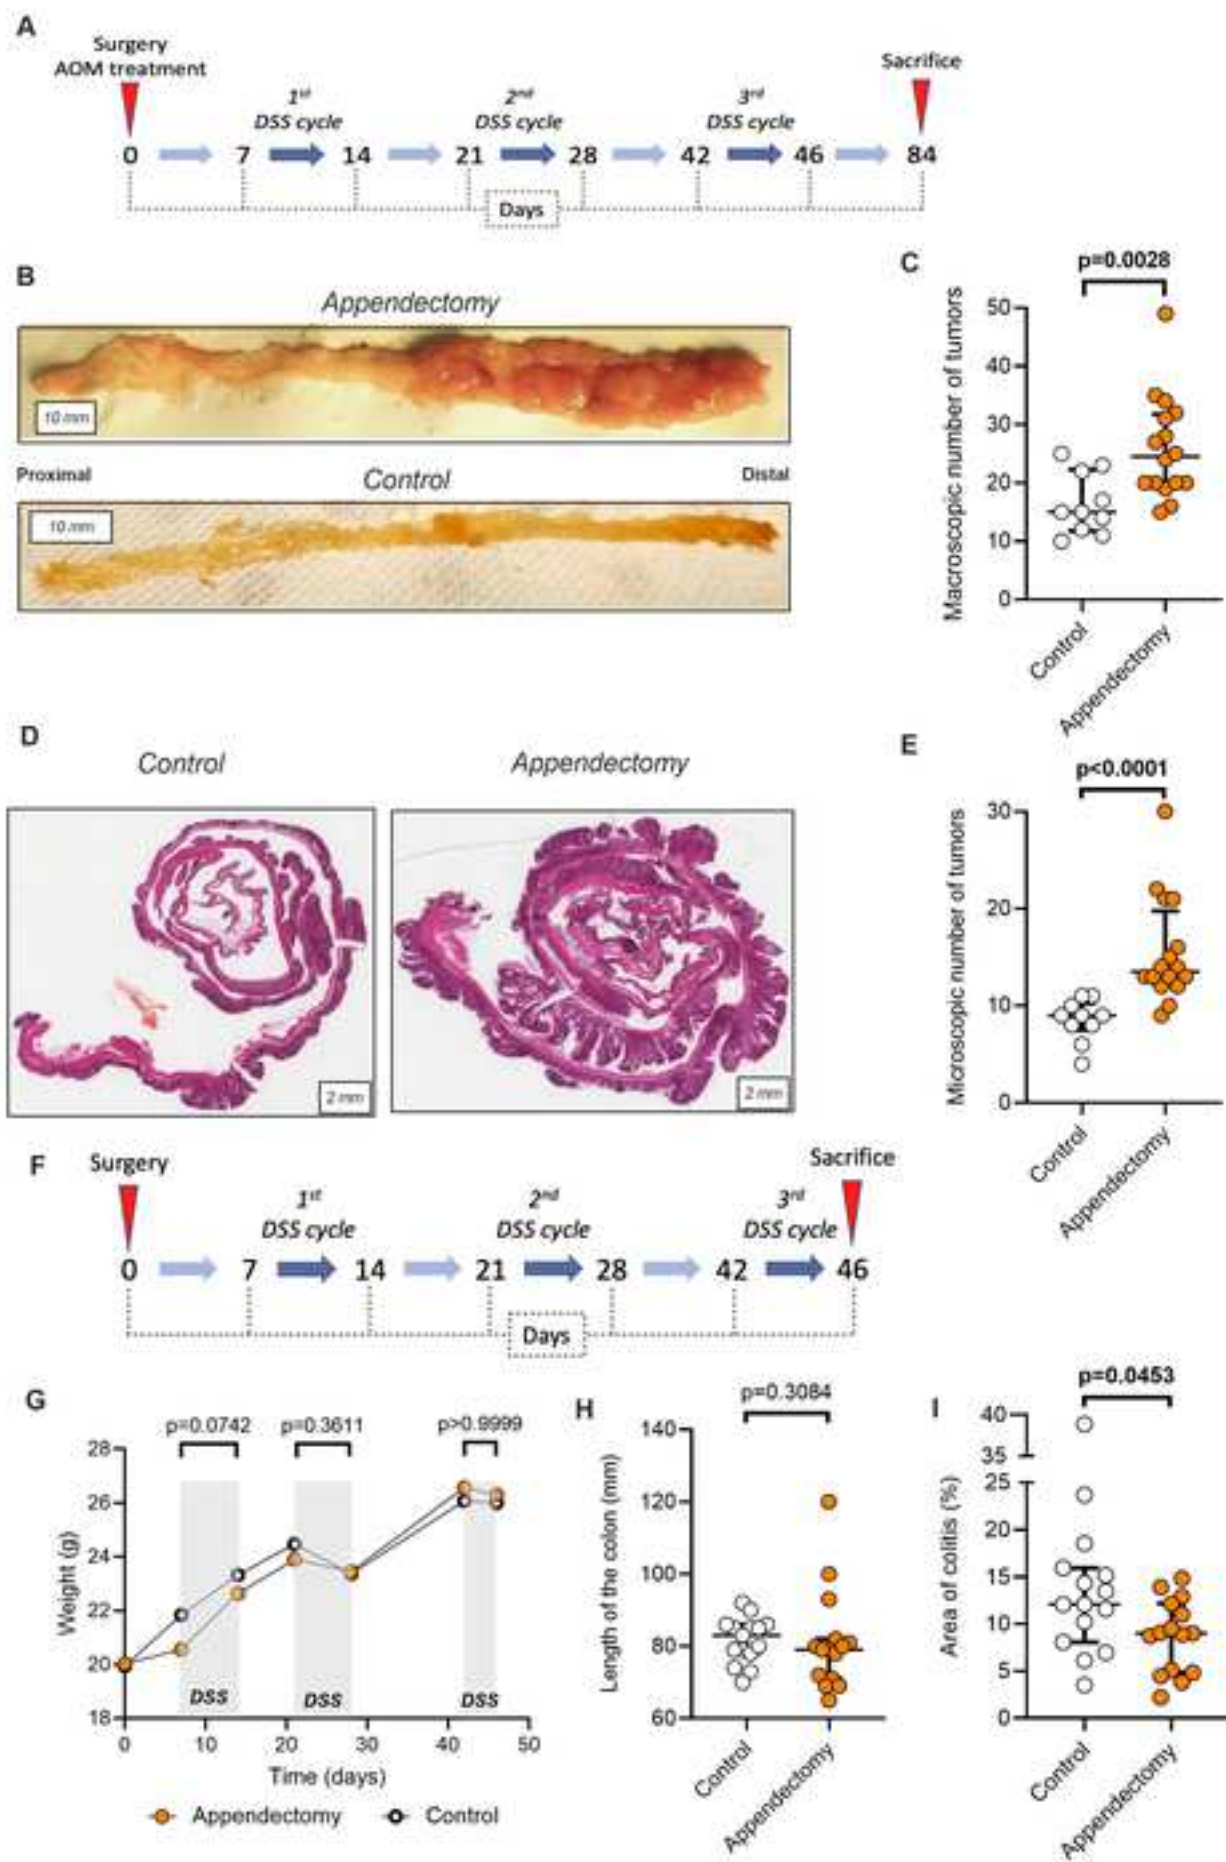 A
Surgery
AOM treatment
Sacrifice
1st
DSS cycle
2nd
DSS cycle
3rd
DSS cycle
0 7 14 21 28 42 46 84
Days
B
Appendectomy
10 mm
Proximal
Control
Distal
10 mm
C
p=0.0028
Macroscopic number of tumors
50
40
30
20
10
0
Control
Appendectomy
D
Control
Appendectomy
2 mm
2 mm
E
p<0.0001
Microscopic number of tumors
30
20
10
0
Control
Appendectomy
F
Surgery
Sacrifice
1st
DSS cycle
2nd
DSS cycle
3rd
DSS cycle
0 7 14 21 28 42 46
Days
G
p=0.0742 p=0.3611 p>0.9999
Weight (g)
28
26
24
22
20
18
DSS DSS DSS
0 10 20 30 40 50
Time (days)
Appendectomy Control
H
p=0.3084
Length of the colon (mm)
140
120
100
80
60
Control
Appendectomy
I
p=0.0453
Area of colitis (%)
40
35
25
20
15
10
5
0
Control
Appendectomy